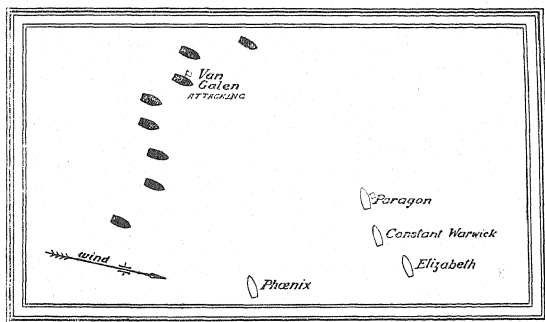 Van
Galen
ATTACKING
Paragon
Constant Warwick
Elizabeth
wind
Phœnix